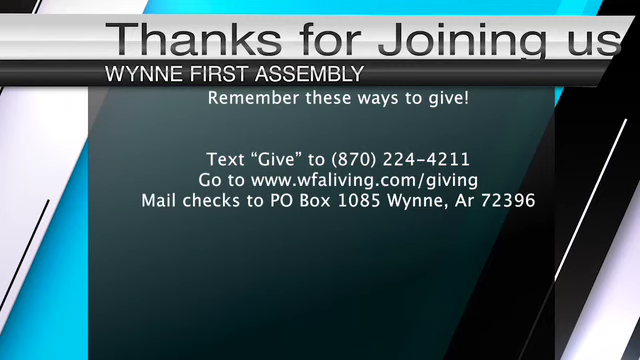 Thanks for Joining us
WYNNE FIRST ASSEMBLY
Remember these ways to give!
Text “Give” to (870) 224-4211
Go to www.wfaliving.com/giving
Mail checks to PO Box 1085 Wynne, Ar 72396